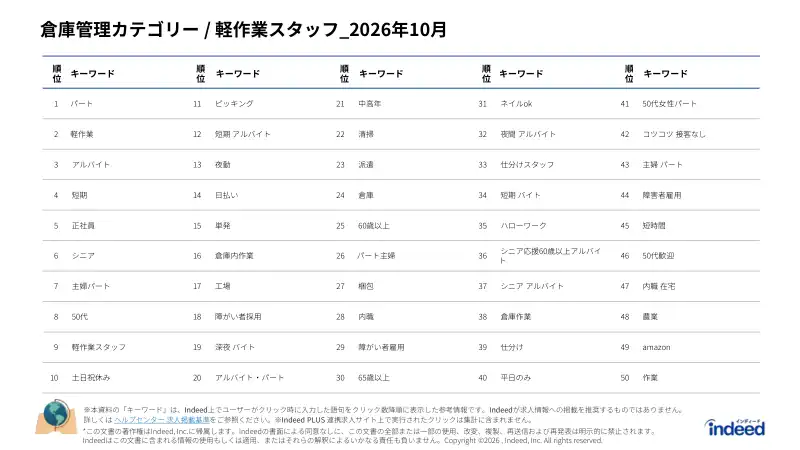 倉庫管理カテゴリー / 軽作業スタッフ_2026年10月
順位 キーワード 順位 キーワード 順位 キーワード 順位 キーワード 順位 キーワード
1 パート 11 ピッキング 21 中高年 31 ネイルok 41 50代女性パート
2 軽作業 12 短期 アルバイト 22 清掃 32 夜間 アルバイト 42 コツコツ 接客なし
3 アルバイト 13 夜勤 23 派遣 33 仕分けスタッフ 43 主婦 パート
4 短期 14 日払い 24 倉庫 34 短期 バイト 44 障害者雇用
5 正社員 15 単発 25 60歳以上 35 ハローワーク 45 短時間
6 シニア 16 倉庫内作業 26 パート主婦 36 シニア応援60歳以上アルバイト 46 50代歓迎
7 主婦パート 17 工場 27 梱包 37 シニア アルバイト 47 内職 在宅
8 50代 18 障がい者採用 28 内職 38 倉庫作業 48 農業
9 軽作業スタッフ 19 深夜 バイト 29 障がい者雇用 39 仕分け 49 amazon
10 土日祝休み 20 アルバイト・パート 30 65歳以上 40 平日のみ 50 作業
※本資料の「キーワード」は、Indeed上でユーザーがクリック時に入力した語句をクリック数降順に表示した参考情報です。Indeedが求人情報への掲載を推奨するものではありません。
詳しくは ヘルプセンター 求人掲載基準をご参照ください。※Indeed PLUS 連携求人サイト上で実行されたクリックは集計に含まれません。
*この文書の著作権はIndeed, Inc.に帰属します。Indeedの書面による同意なしに、この文書の全部または一部の使用、改変、複製、再送信および再発表は明示的に禁止されます。
Indeedはこの文書に含まれる情報の使用もしくは適用、またはそれらの解釈によるいかなる責任も負いません。Copyright ©2026 , Indeed, Inc. All rights reserved.
インディード
indeed